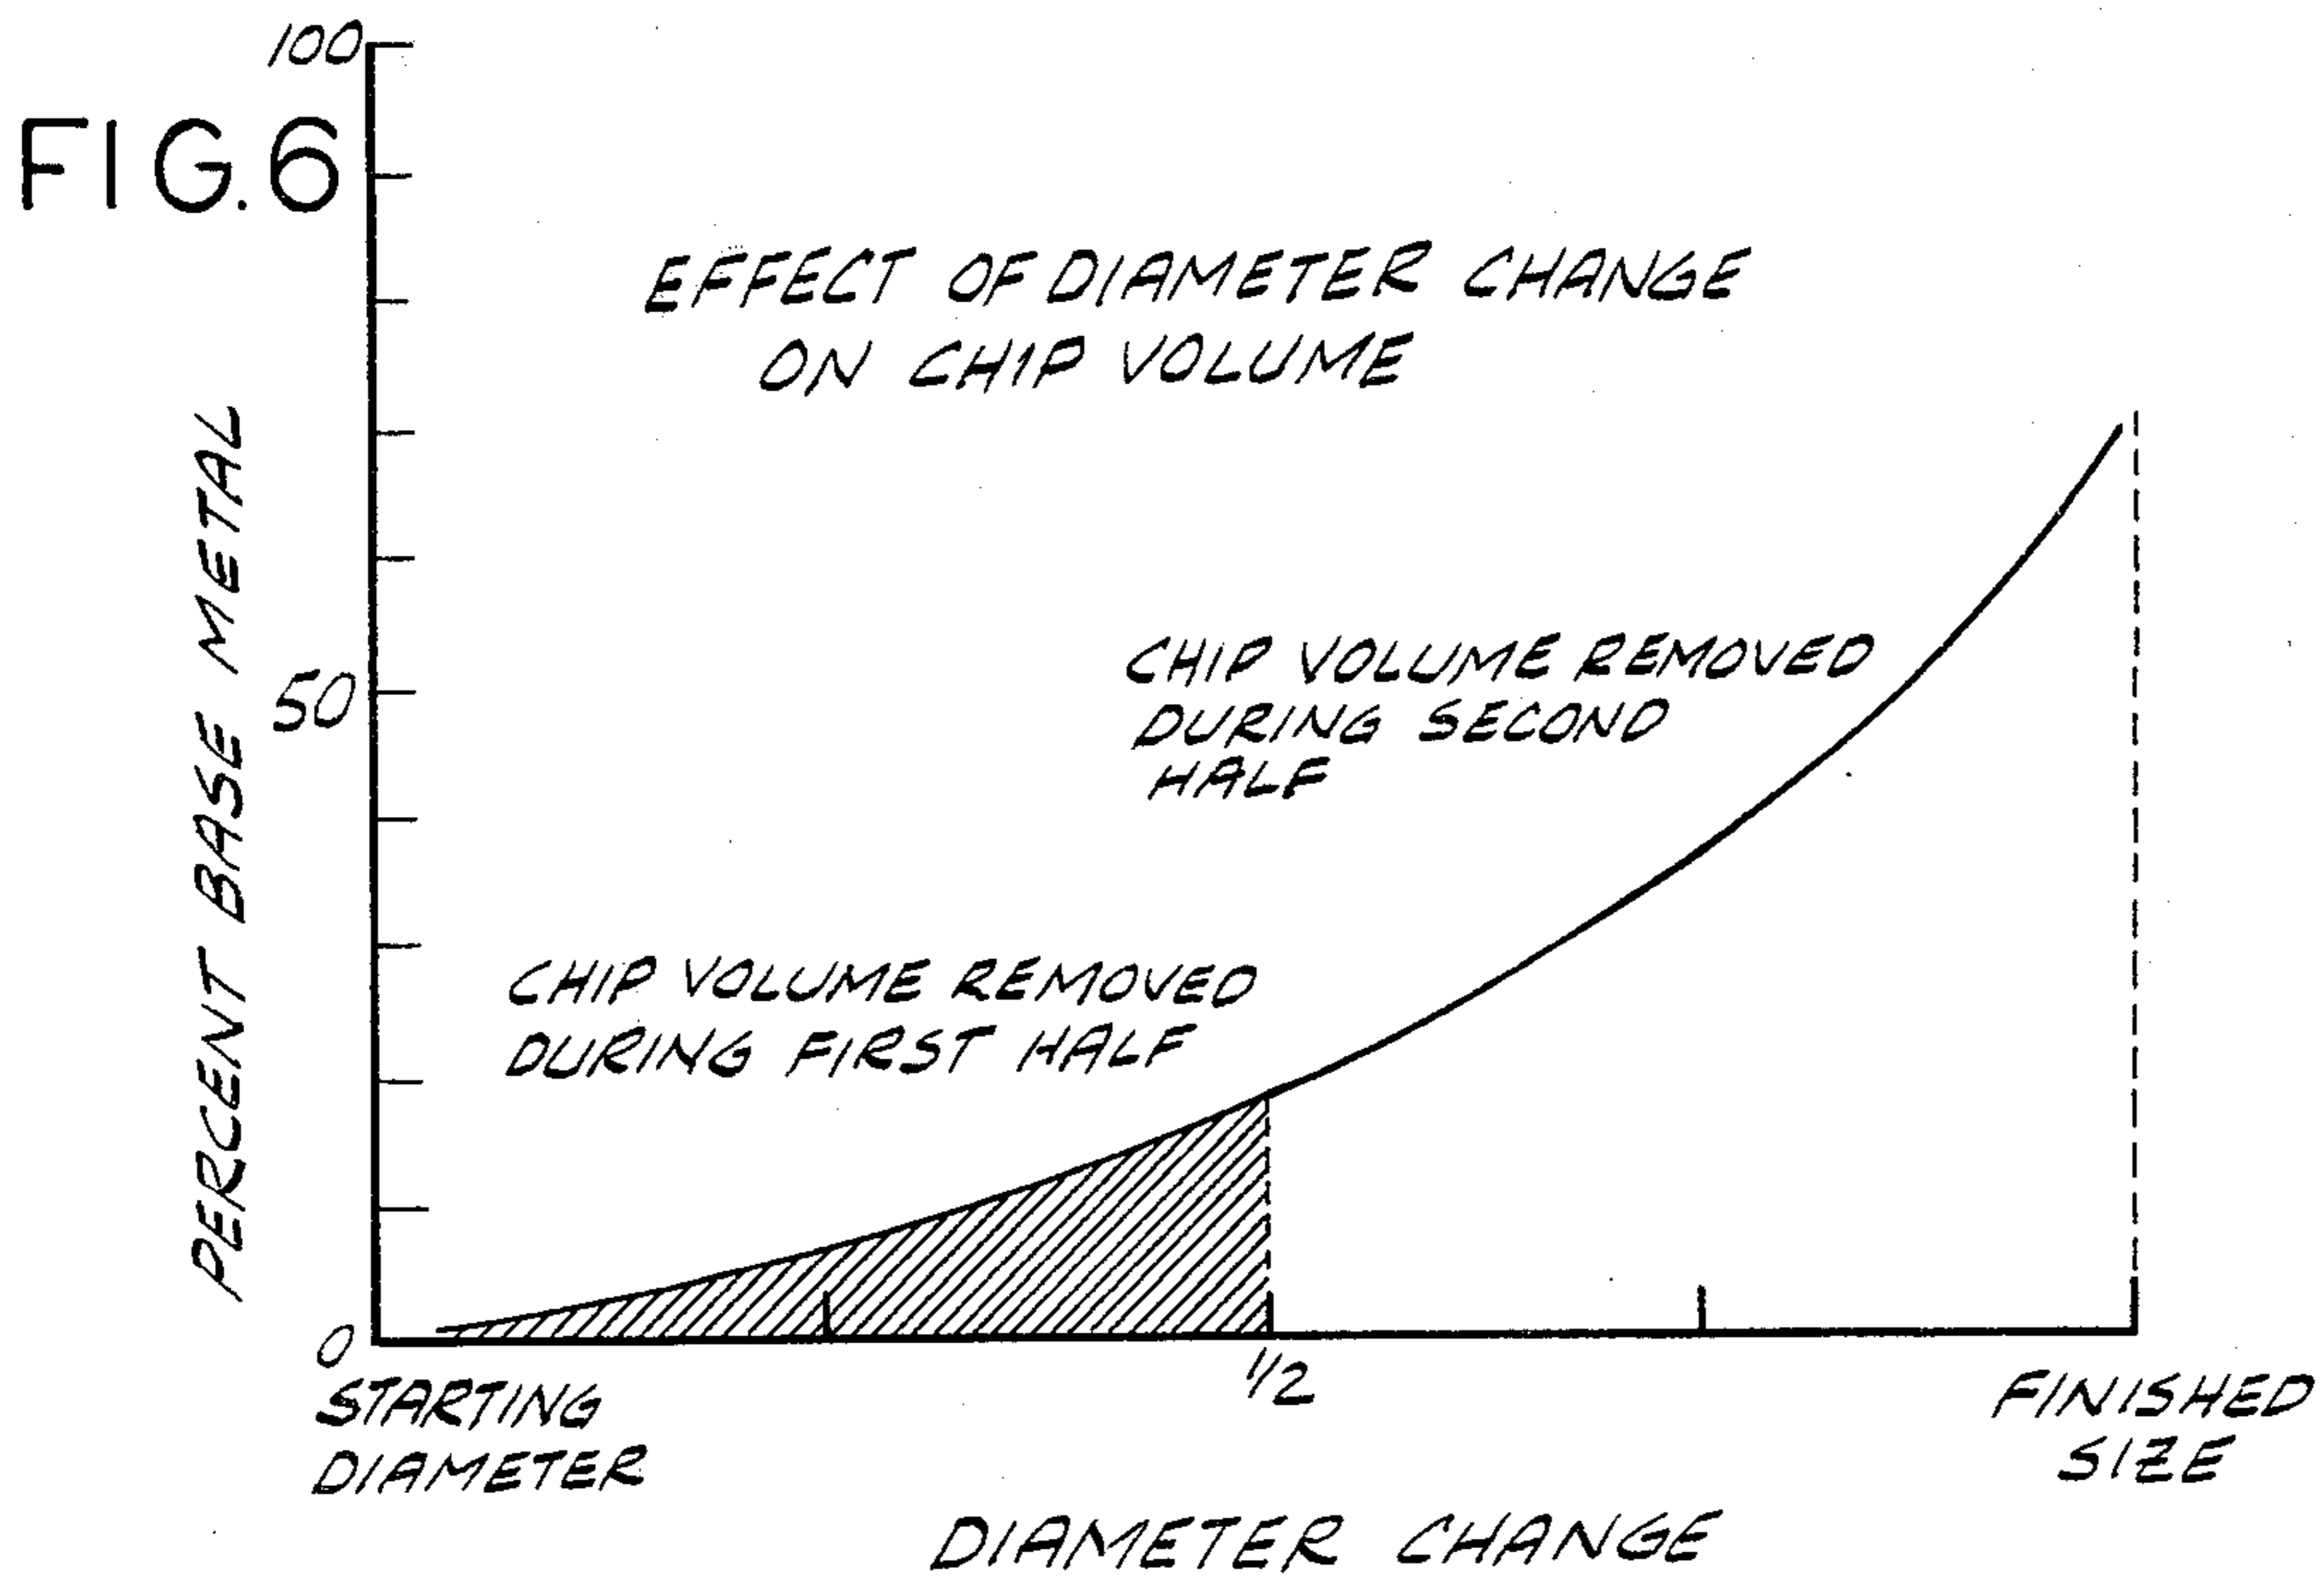 100
FIG.6
EFFECT OF DIAMETER CHANGE
ON CHIP VOLUME
PERCENT BASE METAL
50
CHIP VOLUME REMOVED
DURING SECOND
HALF
CHIP VOLUME REMOVED
DURING FIRST HALF
0
STARTING
DIAMETER
1/2
FINISHED
SIZE
DIAMETER CHANGE